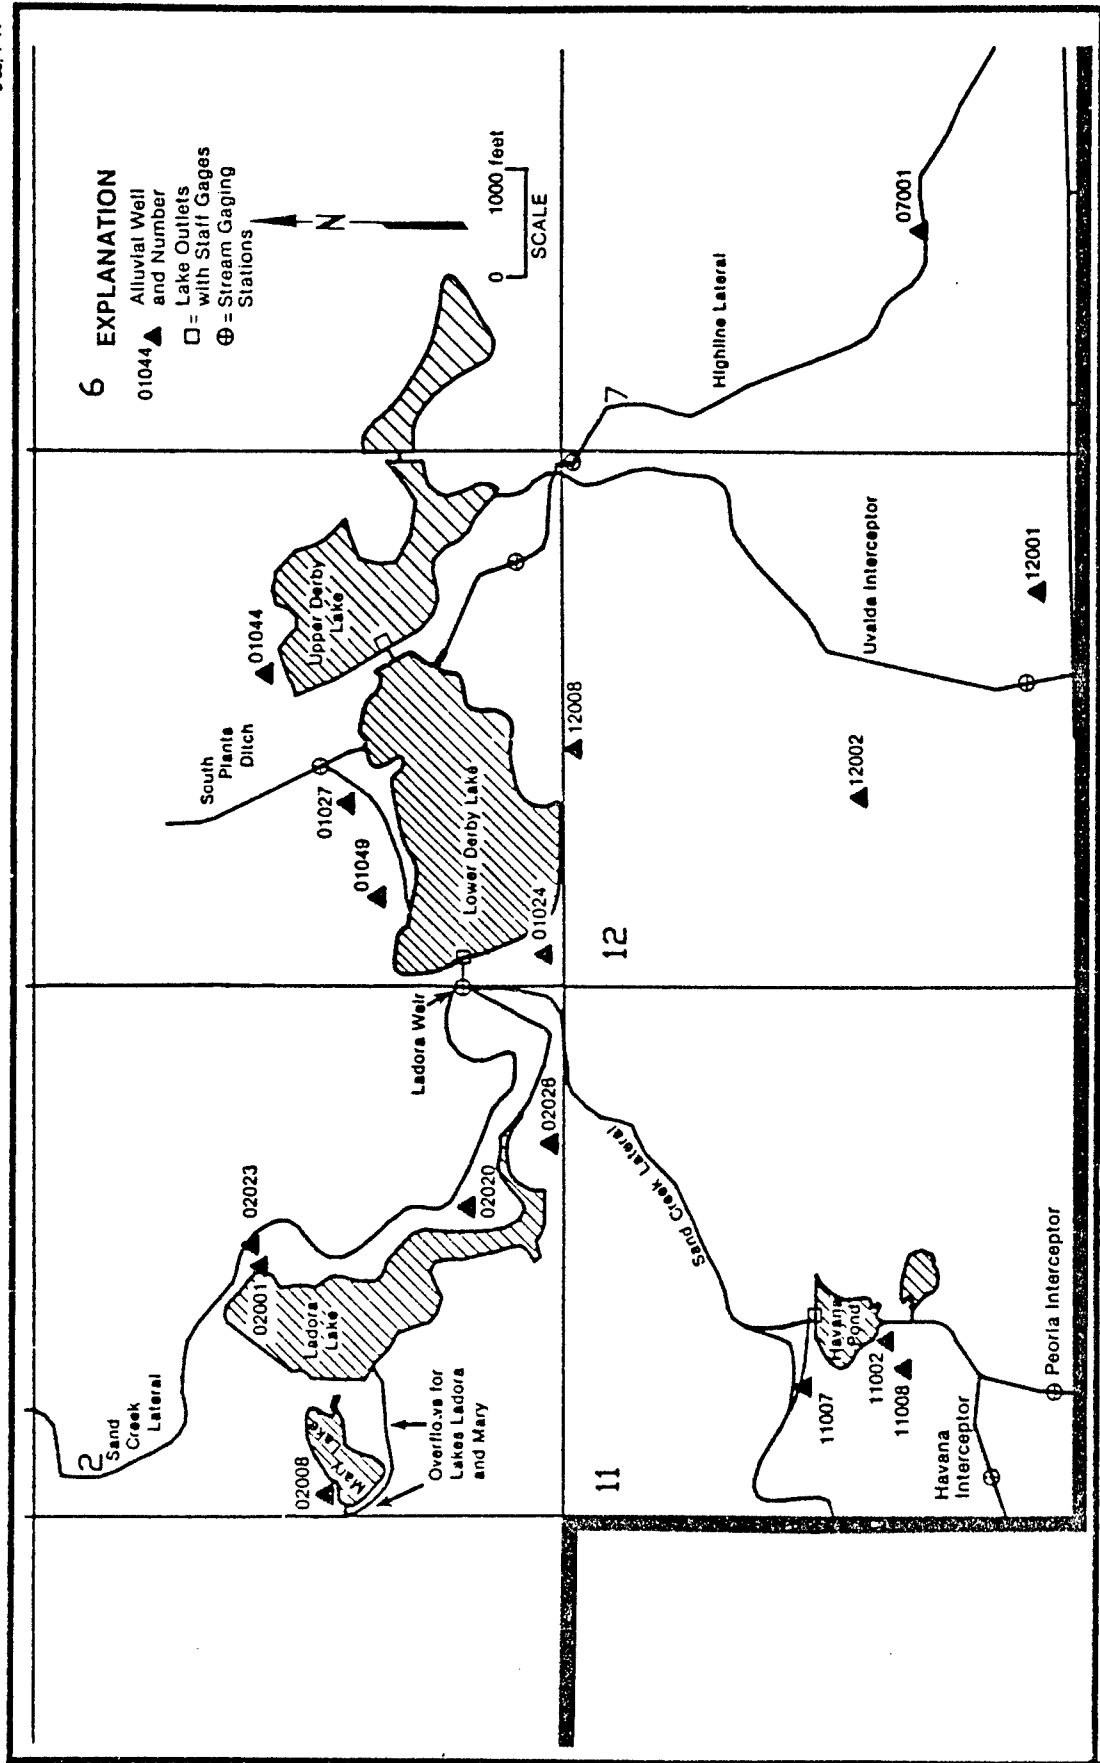 6 EXPLANATION
01044 Alluvial Well
and Number
= Lake Outlets
with Staff Gages
= Stream Gaging
Stations
N
0 1000 feet
SCALE
2
Sand
Creek
Lateral
02023
02001
Ladora
Lake
Mary Lake
02008
Overflows for
Lakes Ladora
and Mary
02020
02026
Ladora Weir
South
Plants
Ditch
01027
01049
01044
Upper Derby
Lake
Lower Derby Lake
01024
12008
7
Highline Lateral
07001
Uvalda Interceptor
12001
12002
12
11
Sand Creek Lateral
Havana
Pond
11007
11002
11008
Havana
Interceptor
Peoria Interceptor